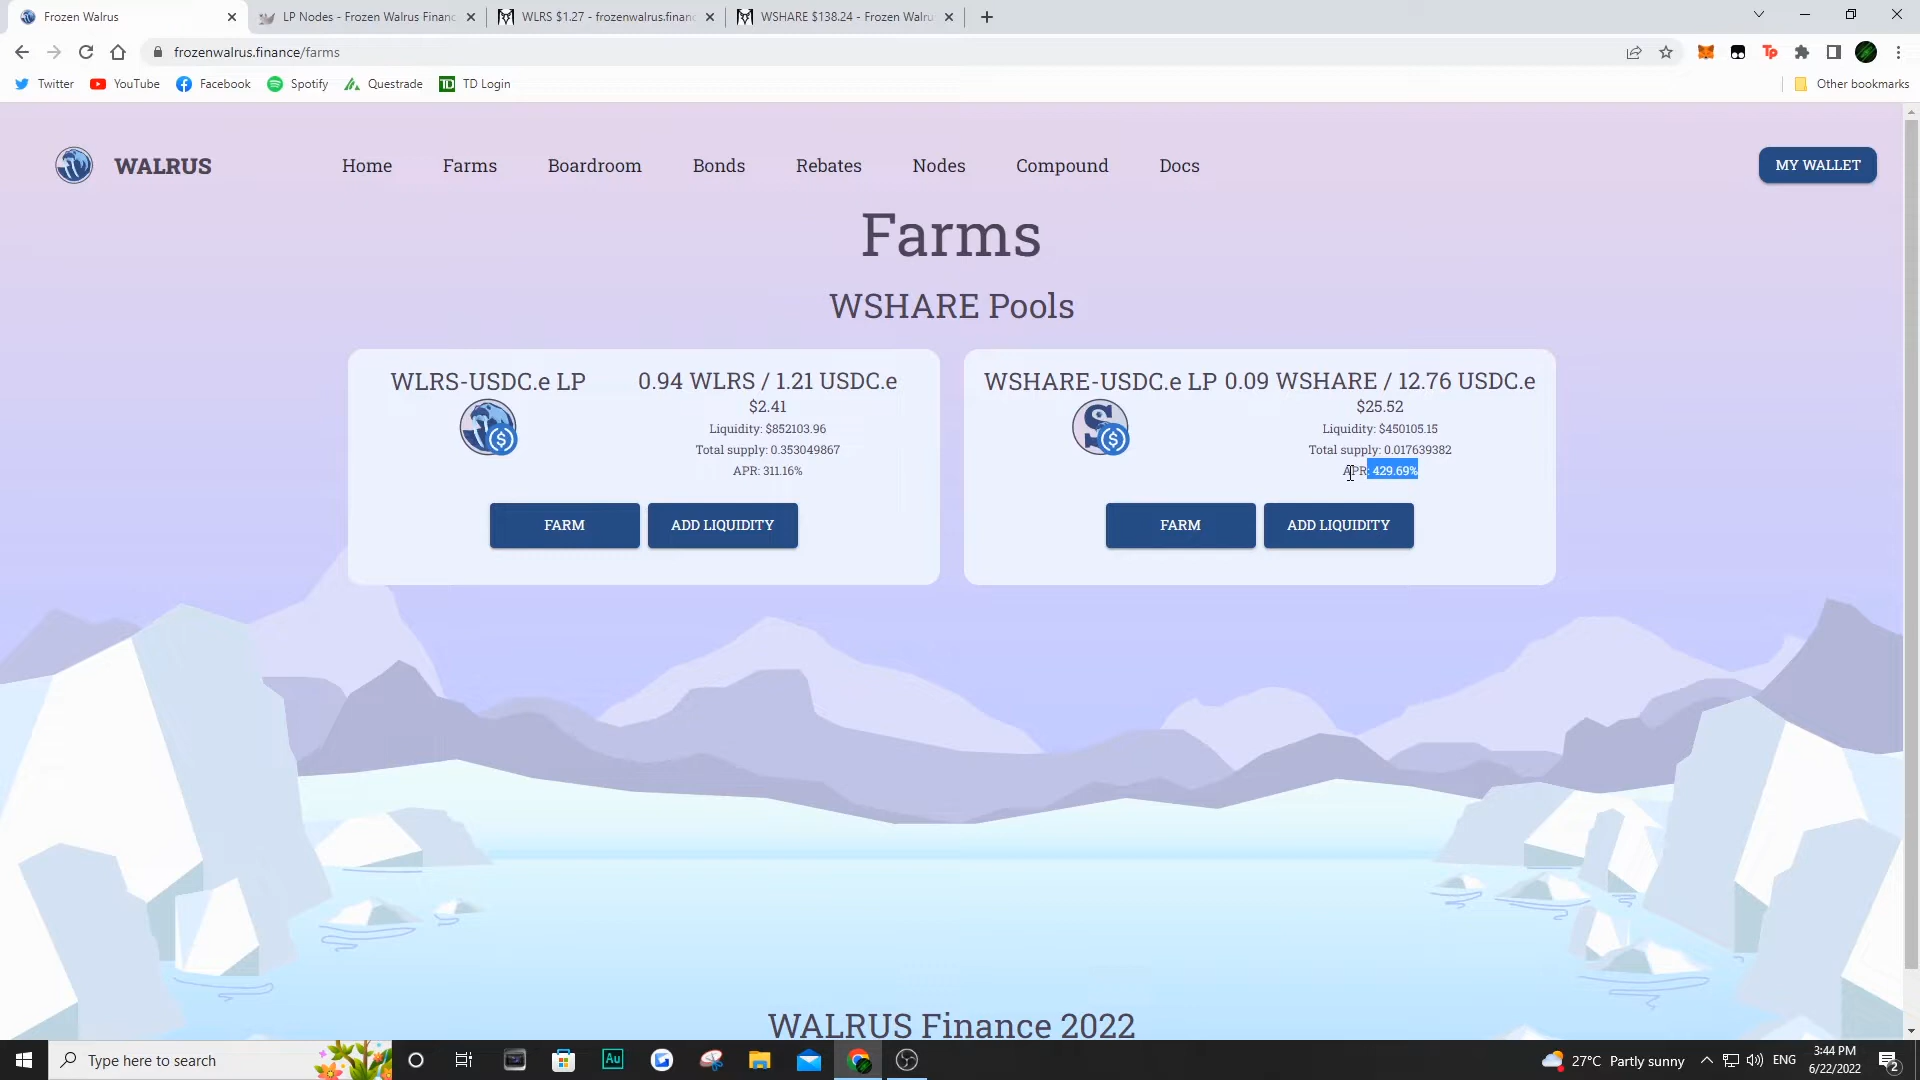 Frozen Walrus
LP Nodes - Frozen Walrus Financ
WLRS $1.27 - frozenwalrus.financ
WSHARE $138.24 - Frozen Walru
frozenwalrus.finance/farms
Twitter
YouTube
Facebook
Spotify
Questrade
TD Login
Other bookmarks
WALRUS
Home
Farms
Boardroom
Bonds
Rebates
Nodes
Compound
Docs
MY WALLET
Farms
WSHARE Pools
WLRS-USDC.e LP
0.94 WLRS / 1.21 USDC.e
$2.41
Liquidity: $852103.96
Total supply: 0.353049867
APR: 311.16%
FARM
ADD LIQUIDITY
WSHARE-USDC.e LP
0.09 WSHARE / 12.76 USDC.e
$25.52
Liquidity: $450105.15
Total supply: 0.017639382
APR: 429.69%
FARM
ADD LIQUIDITY
WALRUS Finance 2022
Type here to search
Au
27°C Partly sunny
ENG
3:44 PM
6/22/2022
2